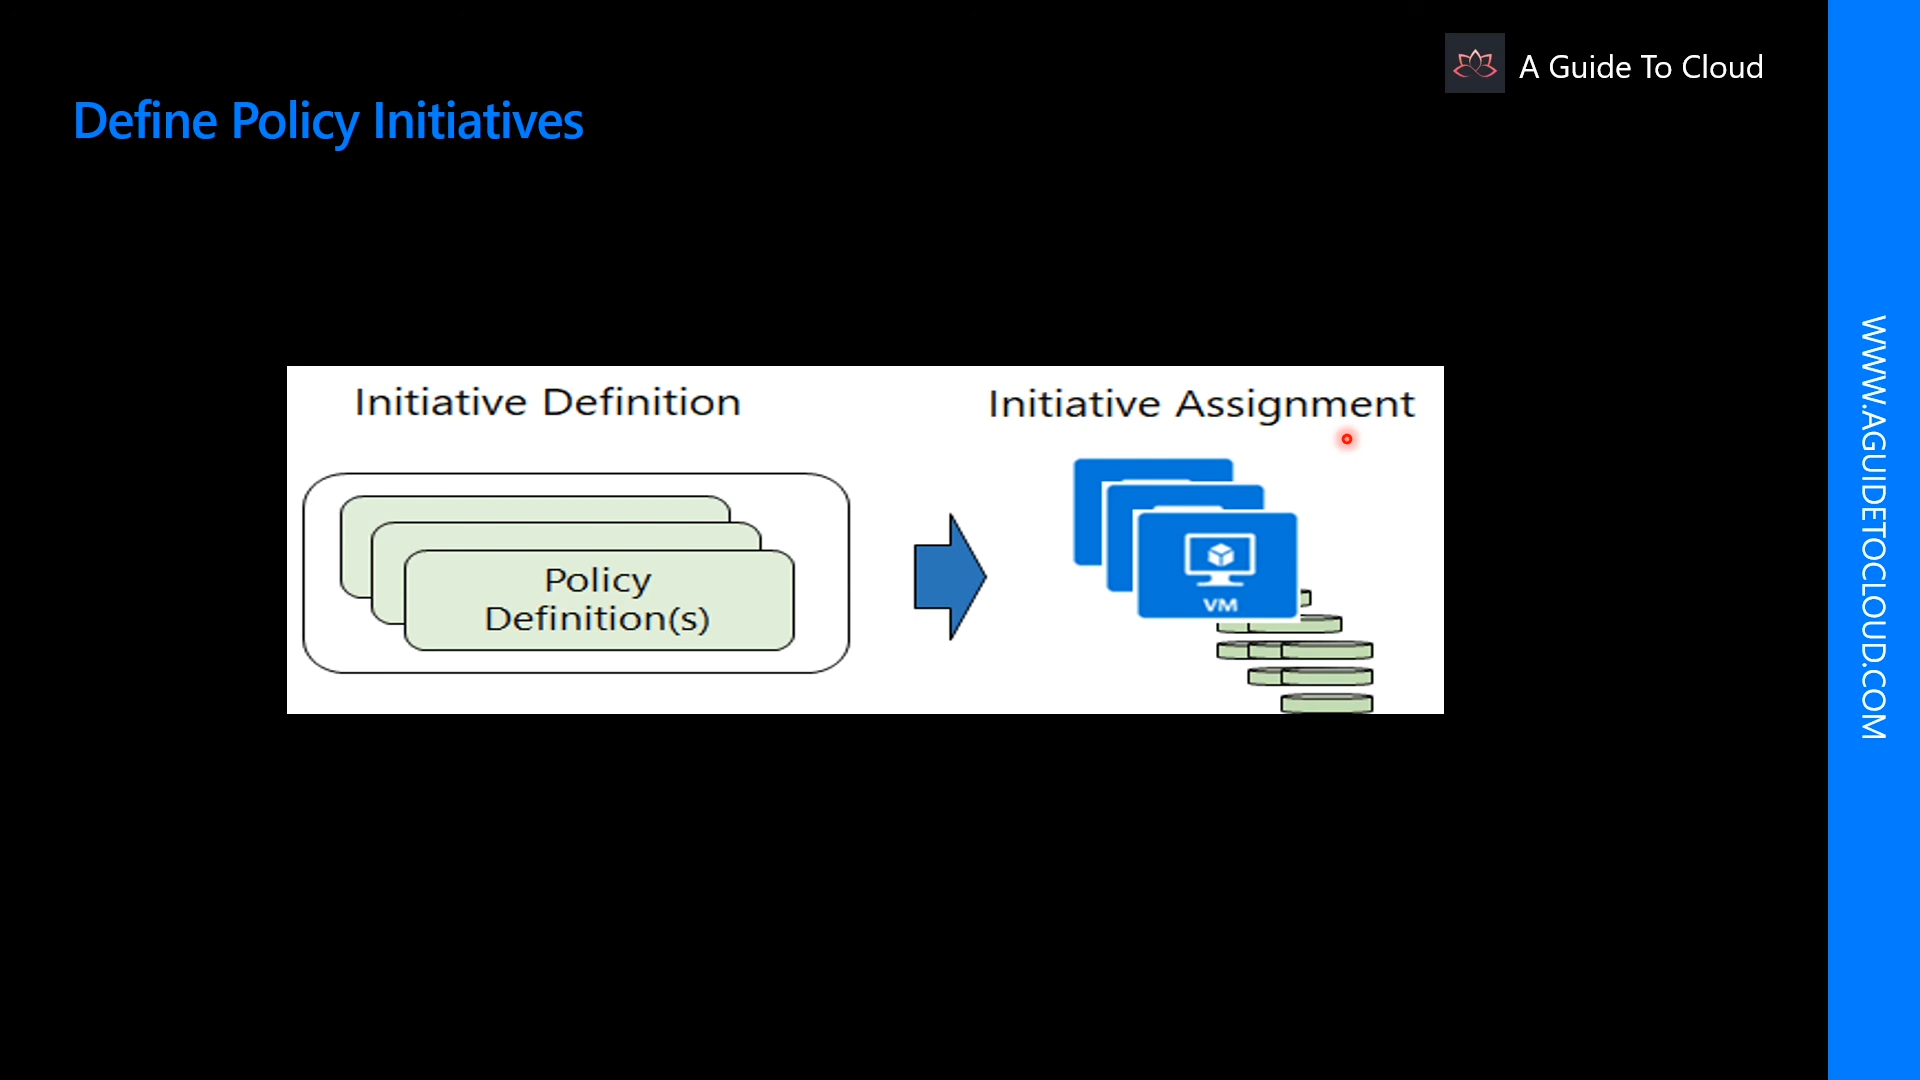 A Guide To Cloud
Define Policy Initiatives
Initiative Definition
Initiative Assignment
Policy
Definition(s)
VM
WWW.AGUIDETOCLOUD.COM